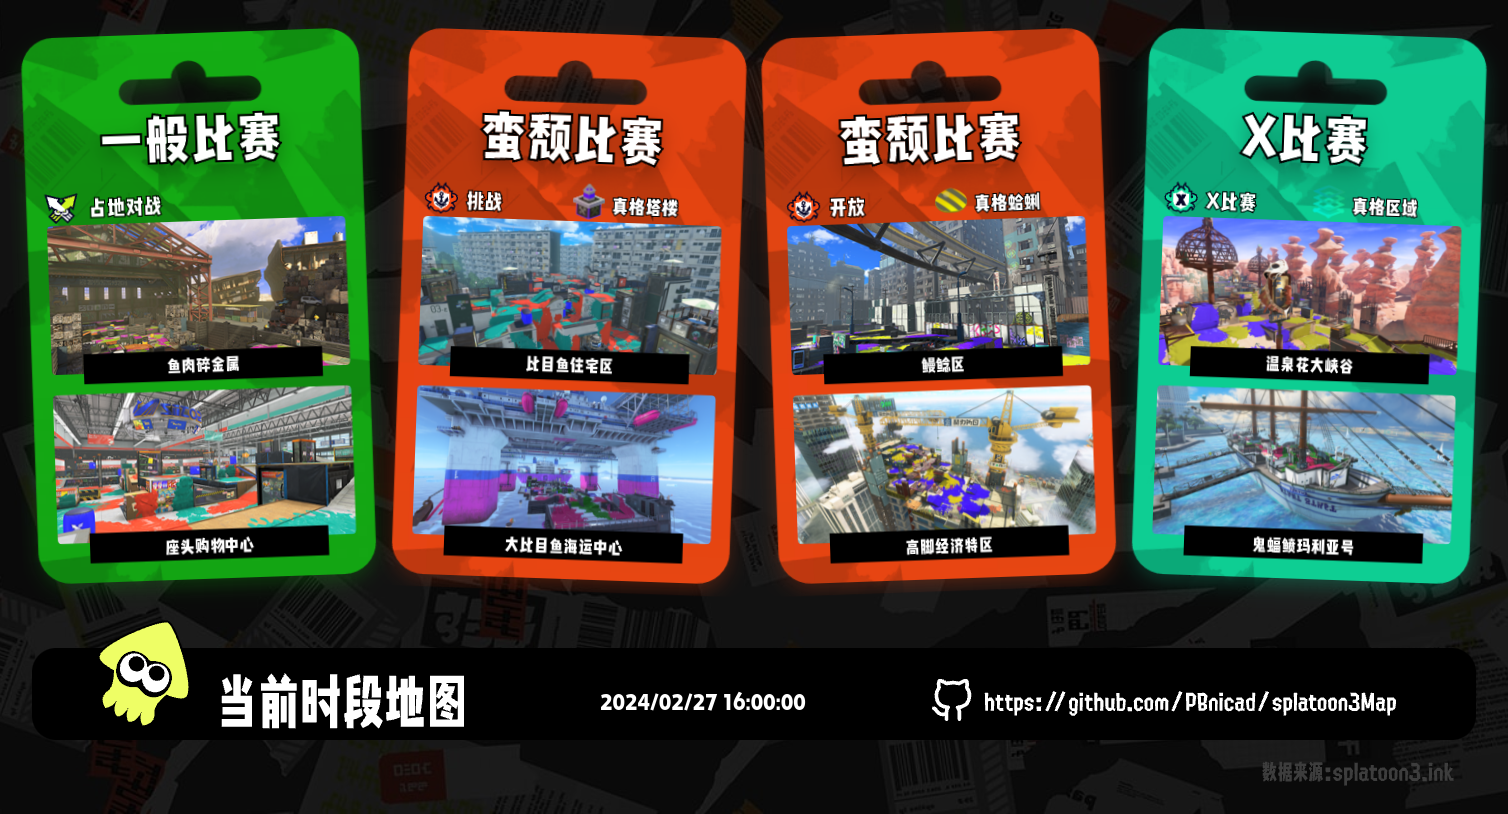 一般比赛
占地对战
鱼肉碎金属
座头购物中心
蛮颓比赛
挑战
真格塔楼
比目鱼住宅区
大比目鱼海运中心
蛮颓比赛
开放
真格蛤蜊
鳗鲶区
高脚经济特区
X比赛
X比赛
真格区域
温泉花大峡谷
鬼蝠鲼玛利亚号
当前时段地图
2024/02/27 16:00:00
https://github.com/PBnicad/splatoon3Map
数据来源:splatoon3.ink